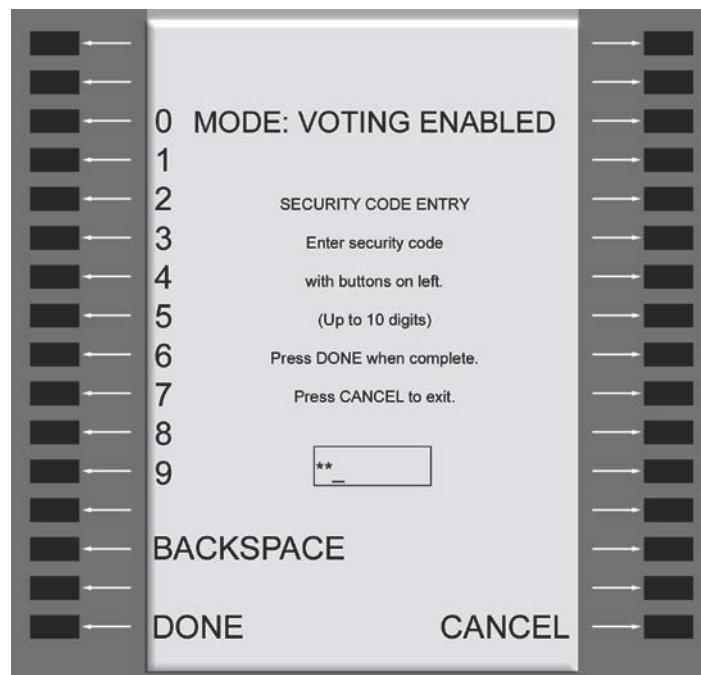 0 MODE: VOTING ENABLED
1
2 SECURITY CODE ENTRY
3 Enter security code
4 with buttons on left.
5 (Up to 10 digits)
6 Press DONE when complete.
7 Press CANCEL to exit.
8
9 **_
BACKSPACE
DONE CANCEL